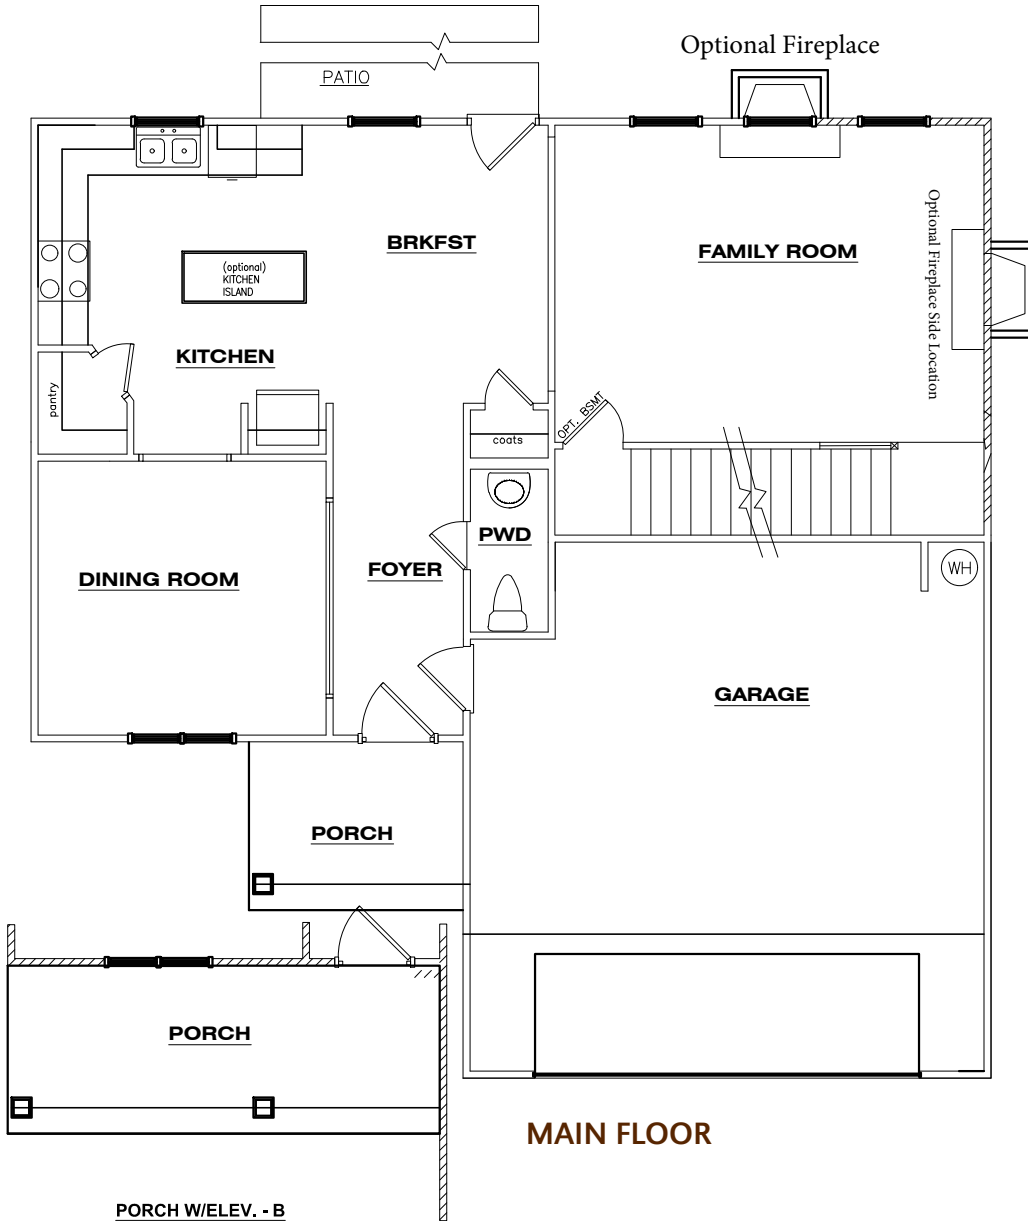 Optional Fireplace
PATIO
BRKFST
FAMILY ROOM
Optional Fireplace Side Location
(optional)
KITCHEN
ISLAND
KITCHEN
pantry
OPT. BSMT
coats
PWD
FOYER
DINING ROOM
WH
GARAGE
PORCH
PORCH
MAIN FLOOR
PORCH W/ELEV. - B